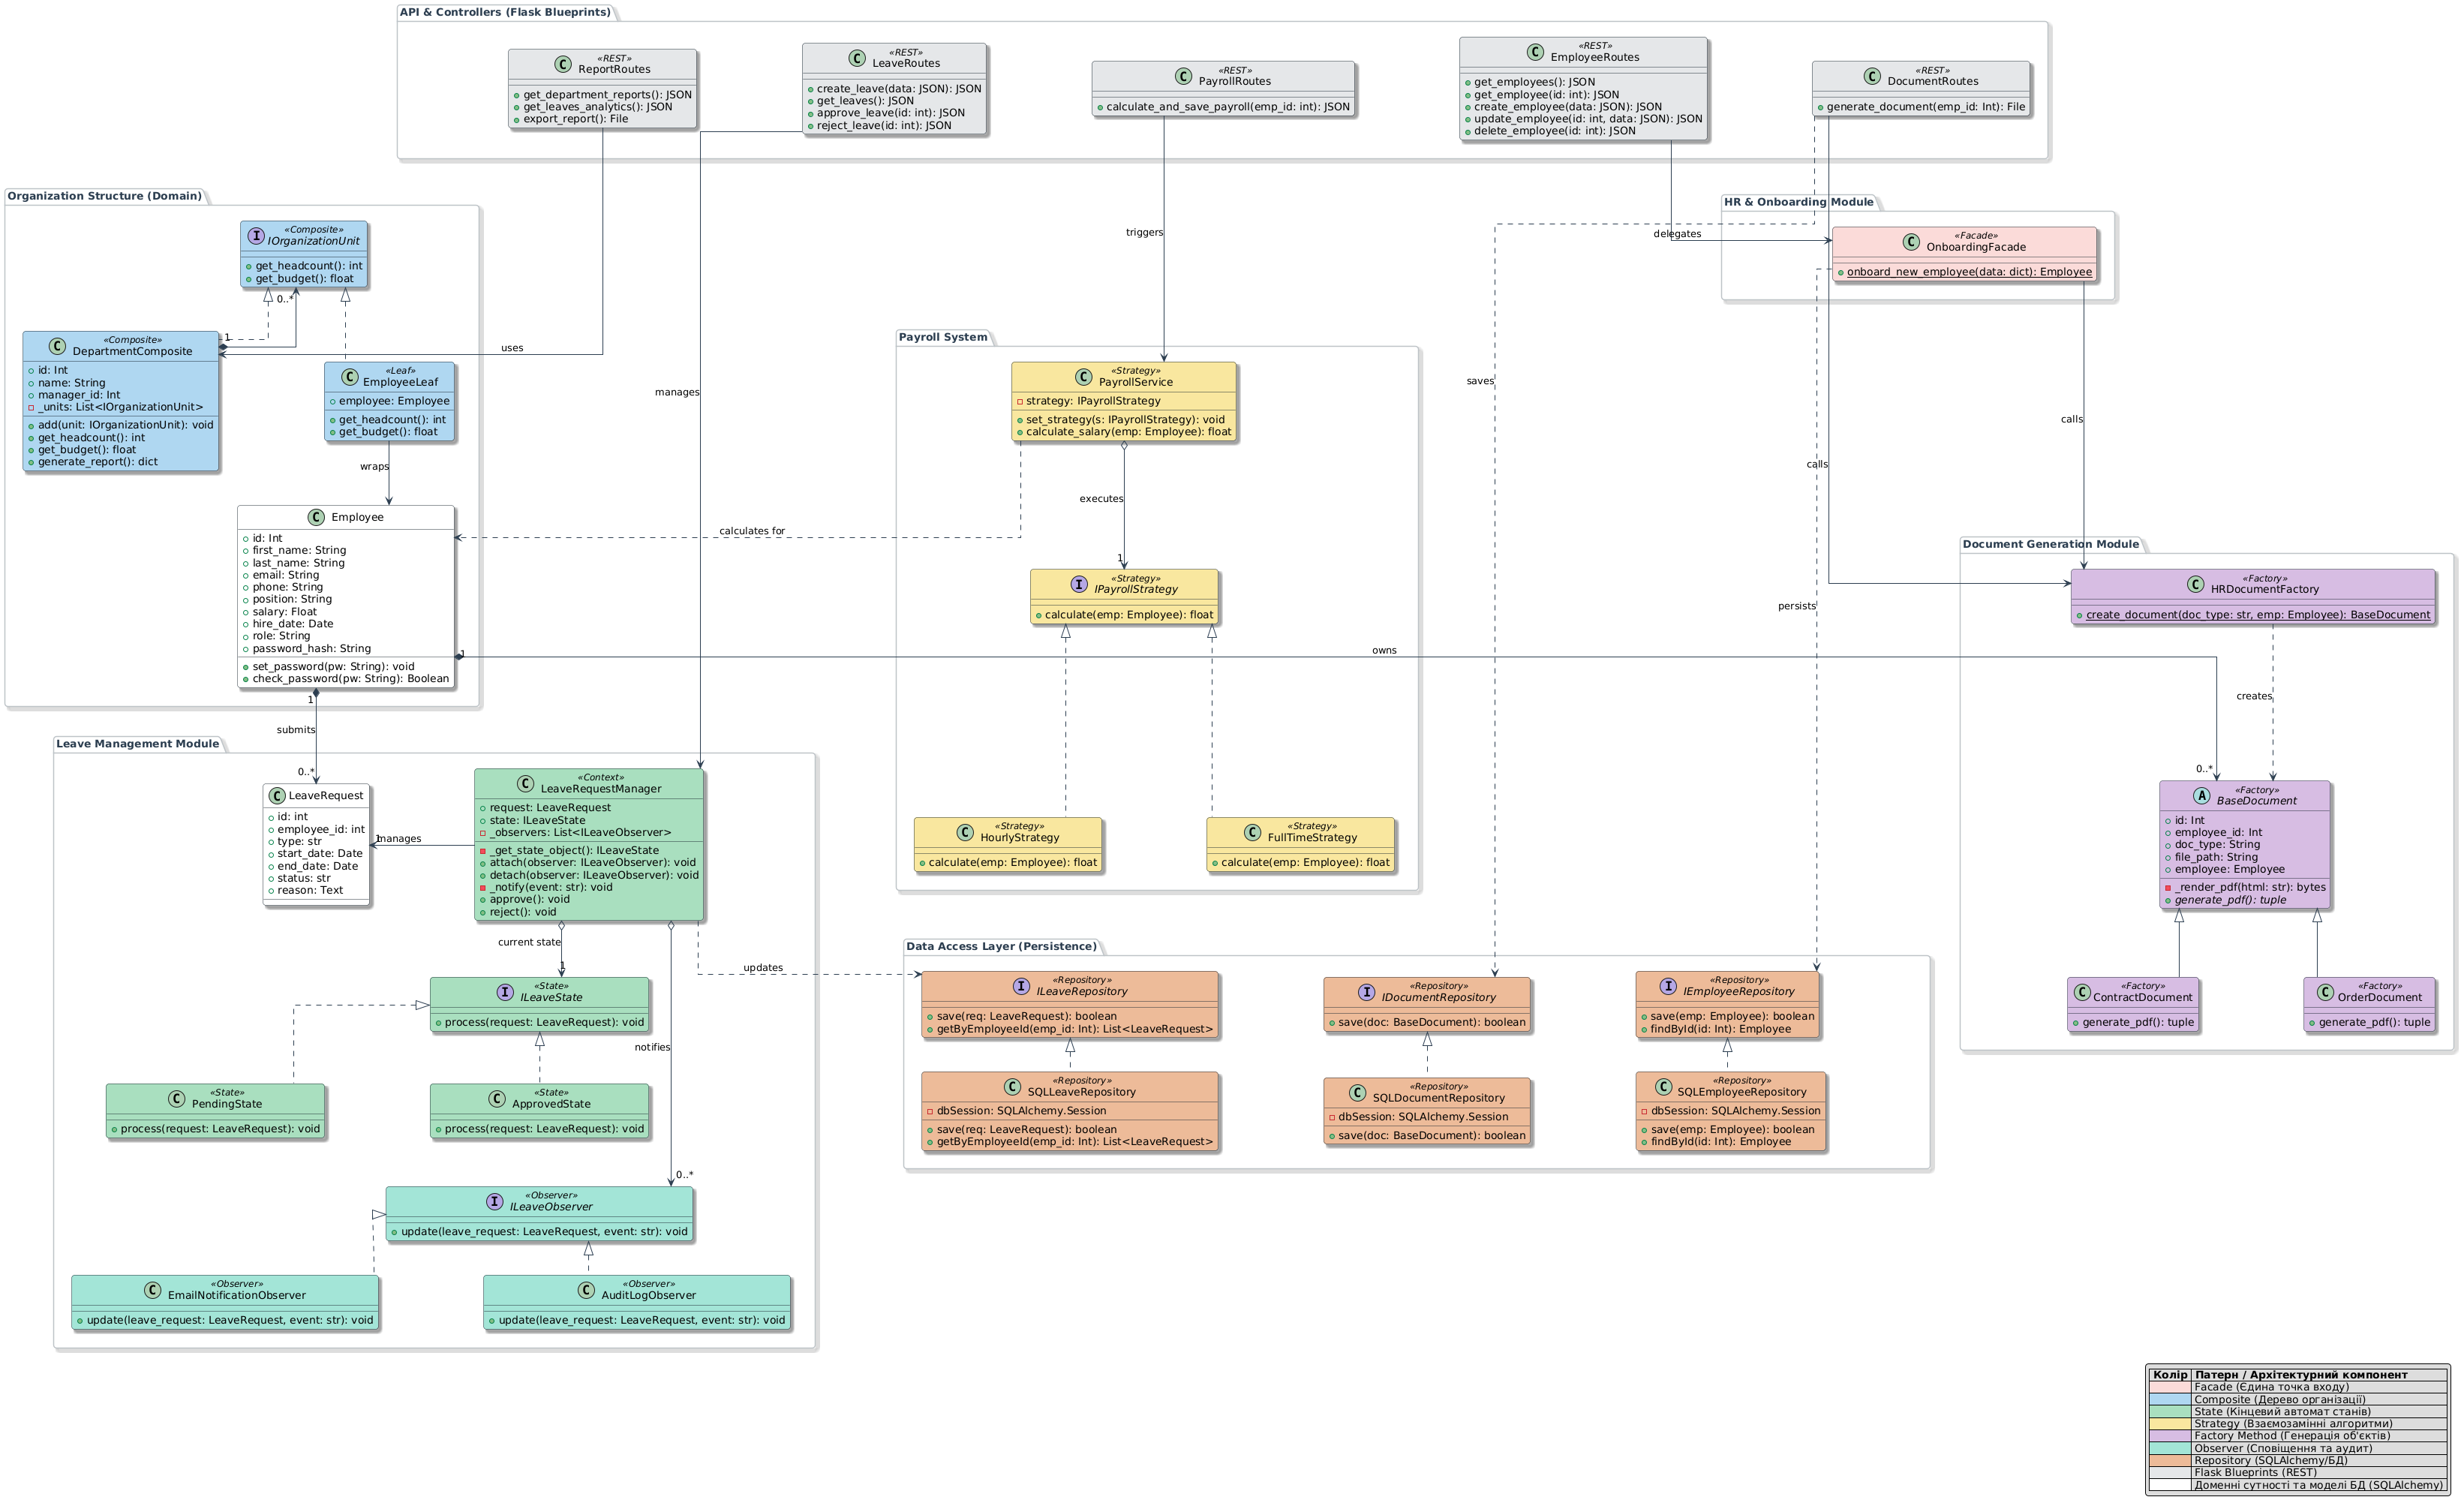 API & Controllers (Flask Blueprints)
«REST»
ReportRoutes
get_department_reports(): JSON
get_leaves_analytics(): JSON
export_report(): File
«REST»
LeaveRoutes
create_leave(data: JSON): JSON
get_leaves(): JSON
approve_leave(id: int): JSON
reject_leave(id: int): JSON
«REST»
PayrollRoutes
calculate_and_save_payroll(emp_id: int): JSON
«REST»
EmployeeRoutes
get_employees(): JSON
get_employee(id: int): JSON
create_employee(data: JSON): JSON
update_employee(id: int, data: JSON): JSON
delete_employee(id: int): JSON
«REST»
DocumentRoutes
generate_document(emp_id: Int): File
Organization Structure (Domain)
«Composite»
IOrganizationUnit
get_headcount(): int
get_budget(): float
0..*
1
«Composite»
DepartmentComposite
id: Int
name: String
manager_id: Int
_units: List<IOrganizationUnit>
add(unit: IOrganizationUnit): void
get_headcount(): int
get_budget(): float
generate_report(): dict
uses
«Leaf»
EmployeeLeaf
employee: Employee
get_headcount(): int
get_budget(): float
wraps
Employee
id: Int
first_name: String
last_name: String
email: String
phone: String
position: String
salary: Float
hire_date: Date
role: String
password_hash: String
set_password(pw: String): void
check_password(pw: String): Boolean
1
owns
0..*
1
submits
0..*
manages
triggers
delegates
saves
calls
calls
persists
HR & Onboarding Module
«Facade»
OnboardingFacade
onboard_new_employee(data: dict): Employee
Payroll System
«Strategy»
PayrollService
strategy: IPayrollStrategy
set_strategy(s: IPayrollStrategy): void
calculate_salary(emp: Employee): float
executes
calculates for
1
«Strategy»
IPayrollStrategy
calculate(emp: Employee): float
«Strategy»
HourlyStrategy
calculate(emp: Employee): float
«Strategy»
FullTimeStrategy
calculate(emp: Employee): float
Document Generation Module
«Factory»
HRDocumentFactory
create_document(doc_type: str, emp: Employee): BaseDocument
creates
«Factory»
BaseDocument
id: Int
employee_id: Int
doc_type: String
file_path: String
employee: Employee
_render_pdf(html: str): bytes
generate_pdf(): tuple
«Factory»
ContractDocument
generate_pdf(): tuple
«Factory»
OrderDocument
generate_pdf(): tuple
Leave Management Module
LeaveRequest
id: int
employee_id: int
type: str
start_date: Date
end_date: Date
status: str
reason: Text
1
manages
«Context»
LeaveRequestManager
request: LeaveRequest
state: ILeaveState
_observers: List<ILeaveObserver>
_get_state_object(): ILeaveState
attach(observer: ILeaveObserver): void
detach(observer: ILeaveObserver): void
_notify(event: str): void
approve(): void
reject(): void
current state
1
updates
notifies
0..*
«State»
ILeaveState
process(request: LeaveRequest): void
«State»
PendingState
process(request: LeaveRequest): void
«State»
ApprovedState
process(request: LeaveRequest): void
«Observer»
ILeaveObserver
update(leave_request: LeaveRequest, event: str): void
«Observer»
EmailNotificationObserver
update(leave_request: LeaveRequest, event: str): void
«Observer»
AuditLogObserver
update(leave_request: LeaveRequest, event: str): void
Data Access Layer (Persistence)
«Repository»
ILeaveRepository
save(req: LeaveRequest): boolean
getByEmployeeId(emp_id: Int): List<LeaveRequest>
«Repository»
IDocumentRepository
save(doc: BaseDocument): boolean
«Repository»
IEmployeeRepository
save(emp: Employee): boolean
findById(id: Int): Employee
«Repository»
SQLLeaveRepository
dbSession: SQLAlchemy.Session
save(req: LeaveRequest): boolean
getByEmployeeId(emp_id: Int): List<LeaveRequest>
«Repository»
SQLDocumentRepository
dbSession: SQLAlchemy.Session
save(doc: BaseDocument): boolean
«Repository»
SQLEmployeeRepository
dbSession: SQLAlchemy.Session
save(emp: Employee): boolean
findById(id: Int): Employee
Колір Патерн / Архітектурний компонент
Facade (Єдина точка входу)
Composite (Дерево організації)
State (Кінцевий автомат станів)
Strategy (Взаємозамінні алгоритми)
Factory Method (Генерація об'єктів)
Observer (Сповіщення та аудит)
Repository (SQLAlchemy/БД)
Flask Blueprints (REST)
Доменні сутності та моделі БД (SQLAlchemy)